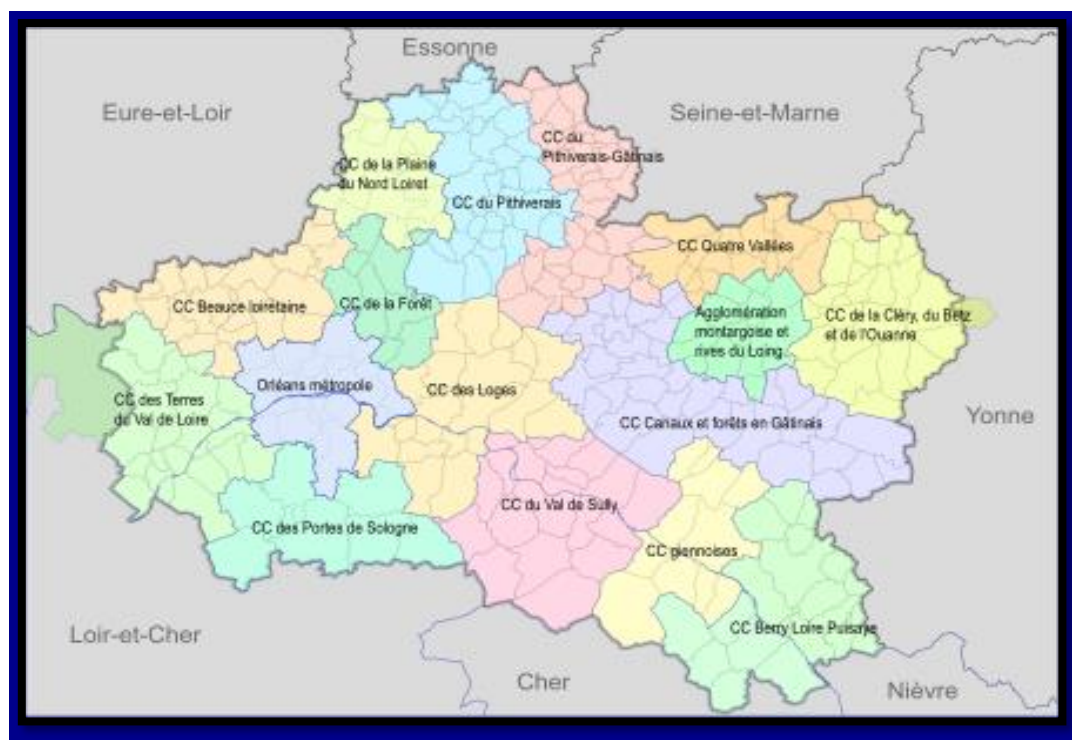 Essonne
Eure-et-Loir
Seine-et-Marne
CC du
Pithiverais-Gâtinais
CC de la Plaine
du Nord Loiret
CC du Pithiverais
CC Quatre Vallées
CC Beauce loirétaine
CC de la Forêt
Agglomération
montargoise et
rives du Loing
CC de la Cléry, du Betz
et de l'Ouanne
Orléans métropole
CC des Loges
CC des Terres
du Val de Loire
CC Canaux et forêts en Gâtinais
Yonne
CC du Val de Sully
CC des Portes de Sologne
CC giennoises
CC Berry Loire Puisaye
Loir-et-Cher
Cher
Nièvre